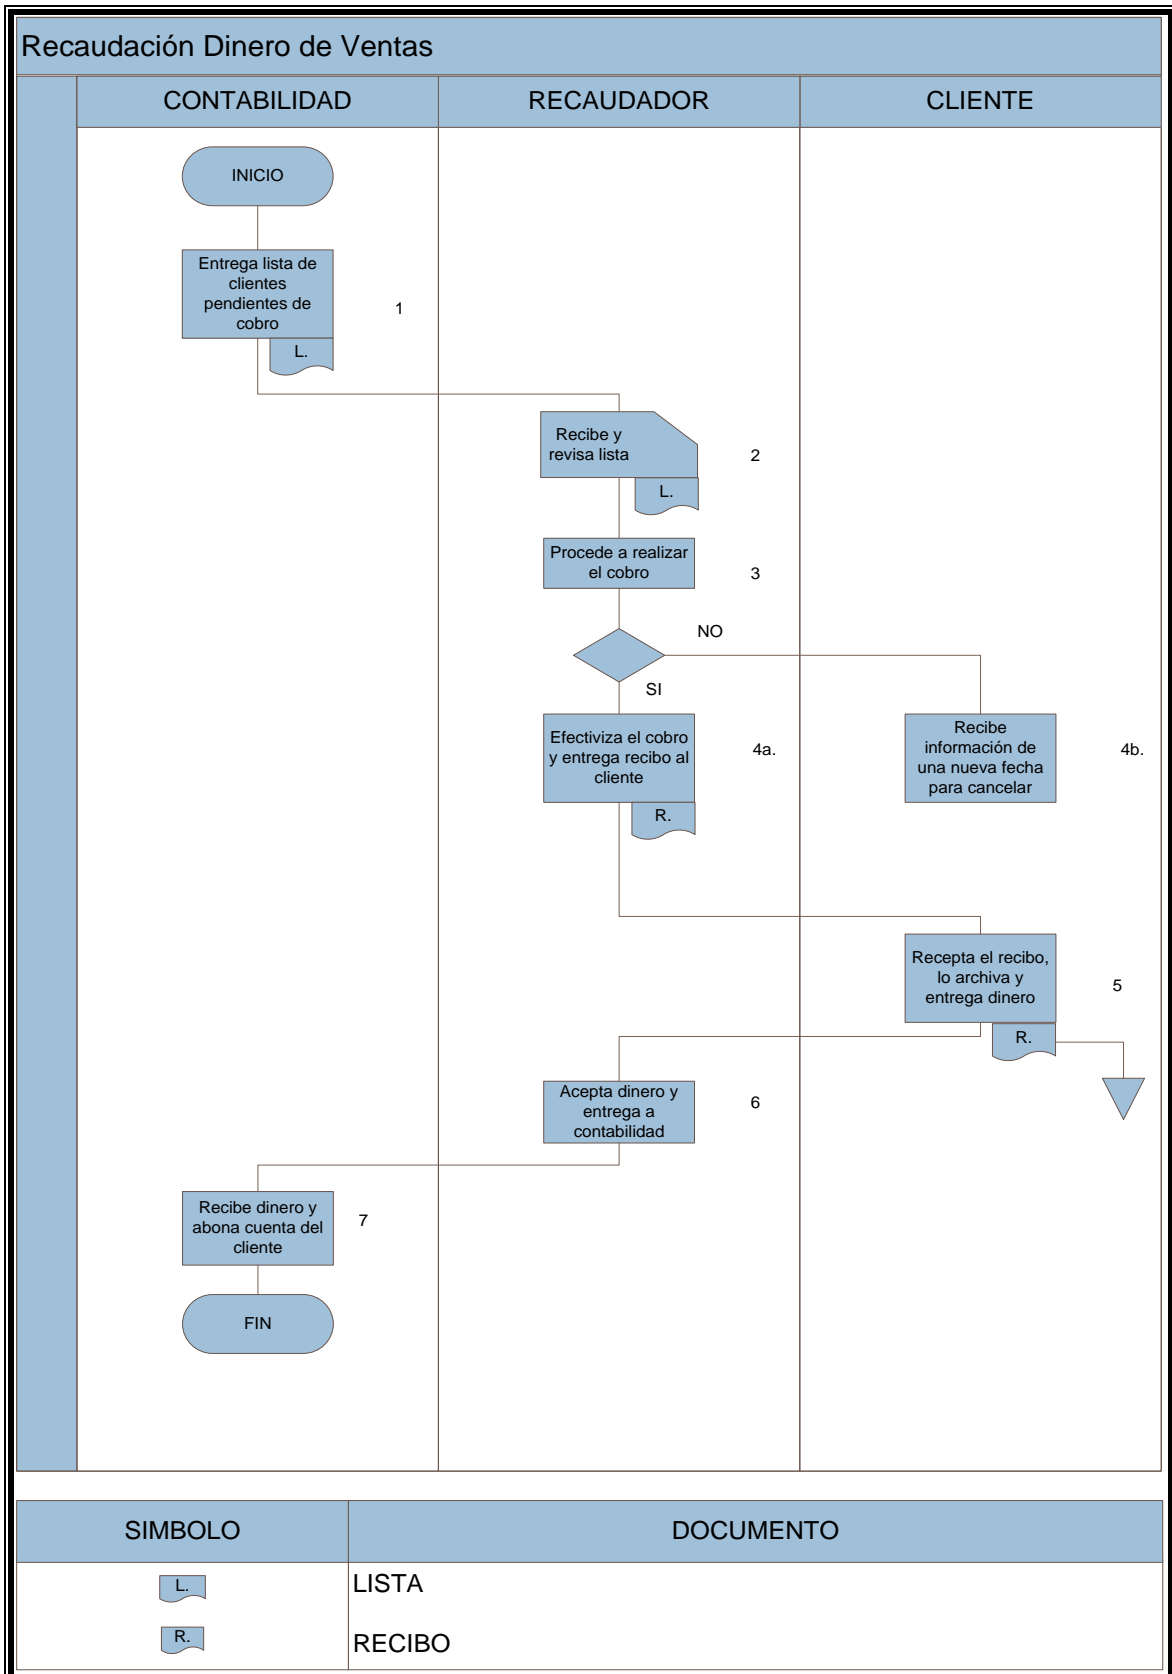 Recaudación Dinero de Ventas
CONTABILIDAD
RECAUDADOR
CLIENTE
INICIO
Entrega lista de
clientes
pendientes de
cobro
1
L.
Recibe y
revisa lista
2
L.
Procede a realizar
el cobro
3
NO
SI
Efectiviza el cobro
y entrega recibo al
cliente
4a.
R.
Recibe
información de
una nueva fecha
para cancelar
4b.
Recepta el recibo,
lo archiva y
entrega dinero
5
R.
Acepta dinero y
entrega a
contabilidad
6
Recibe dinero y
abona cuenta del
cliente
7
FIN
SIMBOLO
DOCUMENTO
L.
LISTA
R.
RECIBO